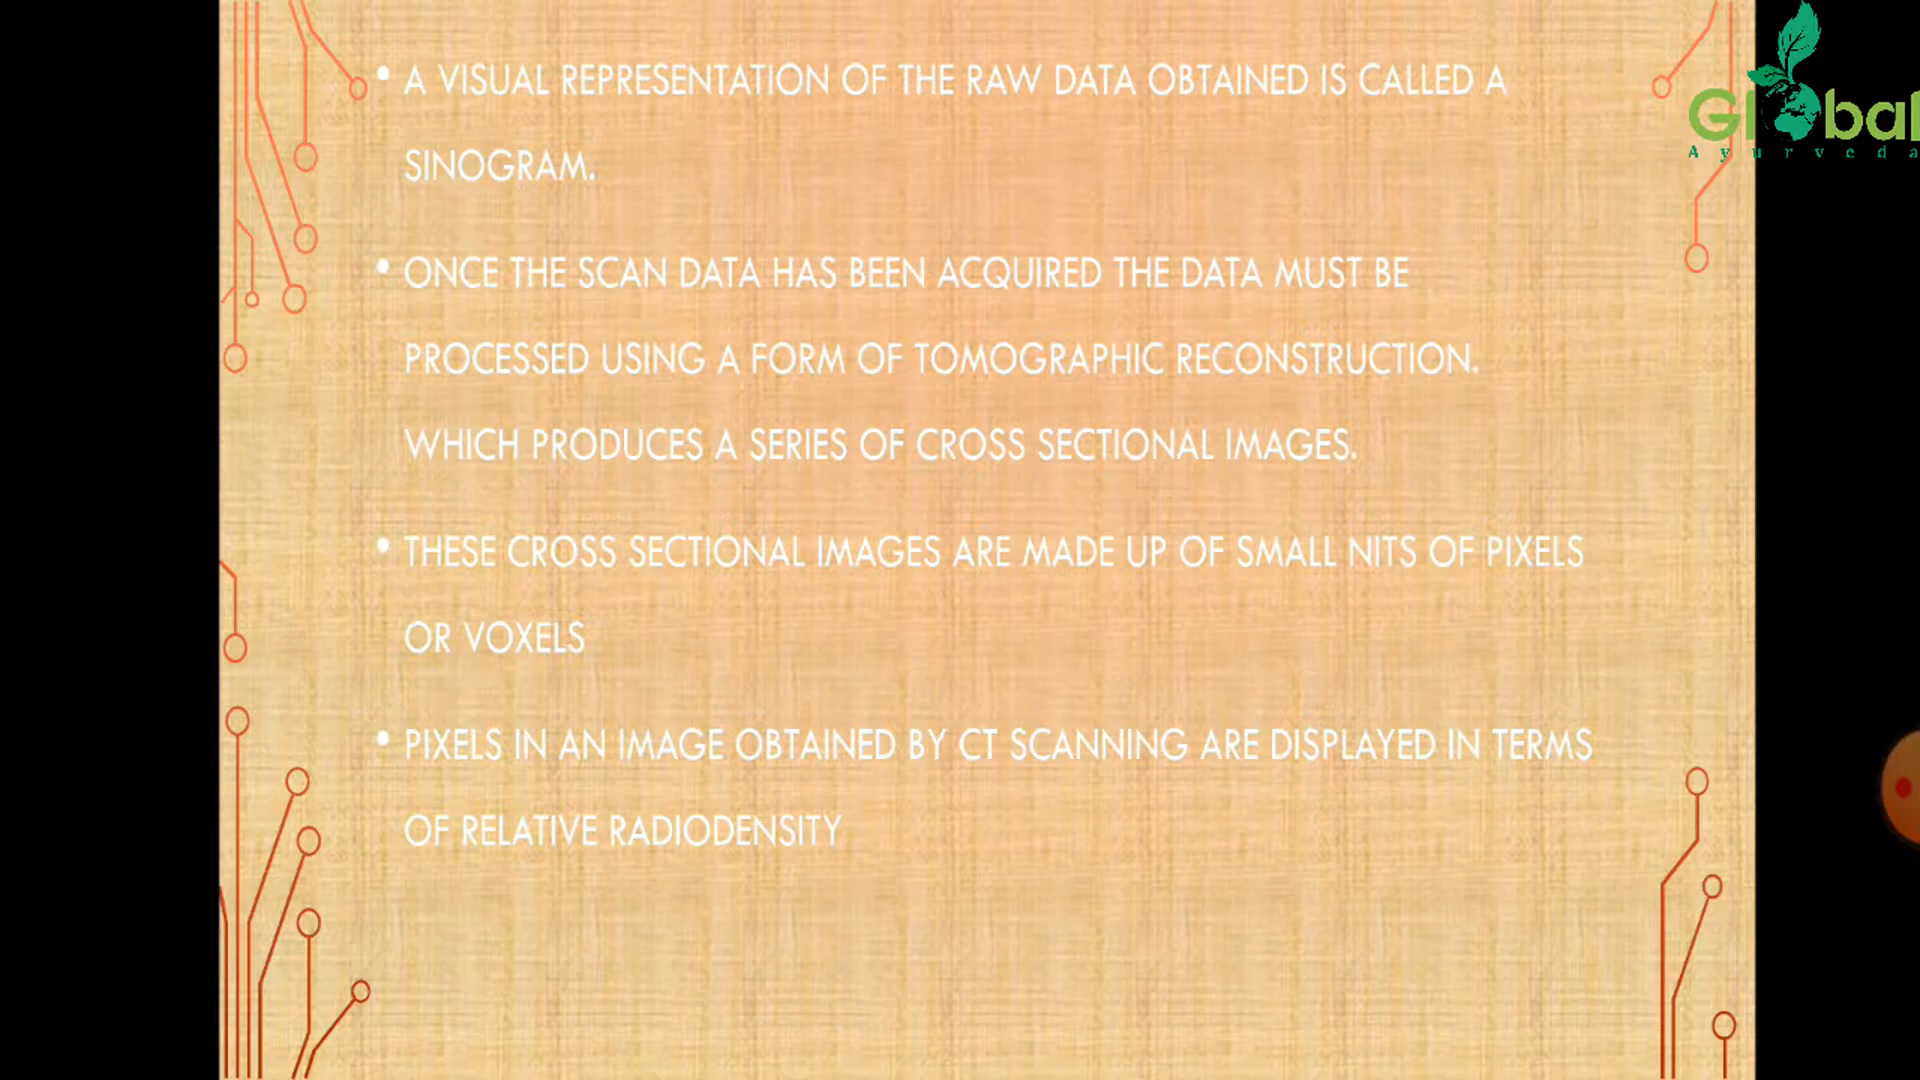 • A VISUAL REPRESENTATION OF THE RAW DATA OBTAINED IS CALLED A
SINOGRAM.
• ONCE THE SCAN DATA HAS BEEN ACQUIRED THE DATA MUST BE
PROCESSED USING A FORM OF TOMOGRAPHIC RECONSTRUCTION.
WHICH PRODUCES A SERIES OF CROSS SECTIONAL IMAGES.
• THESE CROSS SECTIONAL IMAGES ARE MADE UP OF SMALL NITS OF PIXELS
OR VOXELS
• PIXELS IN AN IMAGE OBTAINED BY CT SCANNING ARE DISPLAYED IN TERMS
OF RELATIVE RADIODENSITY
Global
Ayurveda